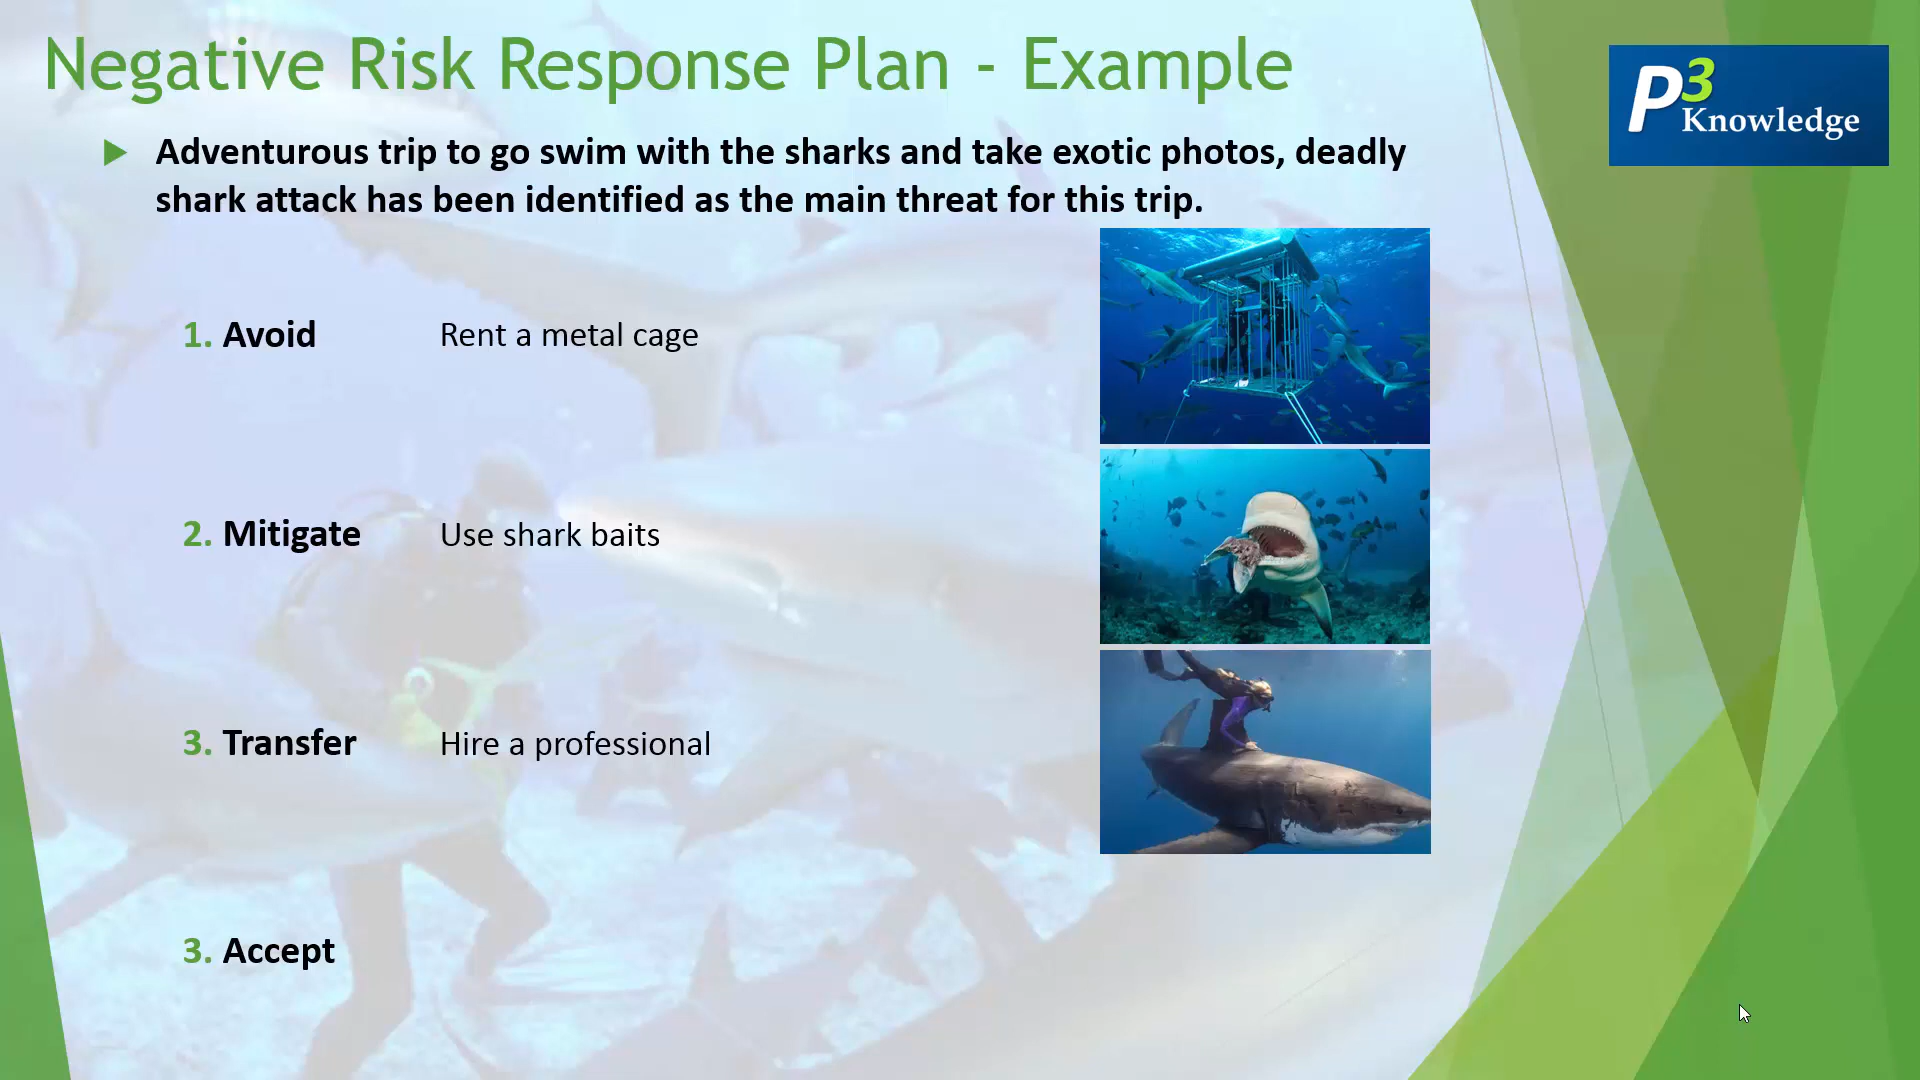 Negative Risk Response Plan - Example
P3
Knowledge
Adventurous trip to go swim with the sharks and take exotic photos, deadly
shark attack has been identified as the main threat for this trip.
1. Avoid Rent a metal cage
2. Mitigate Use shark baits
3. Transfer Hire a professional
3. Accept